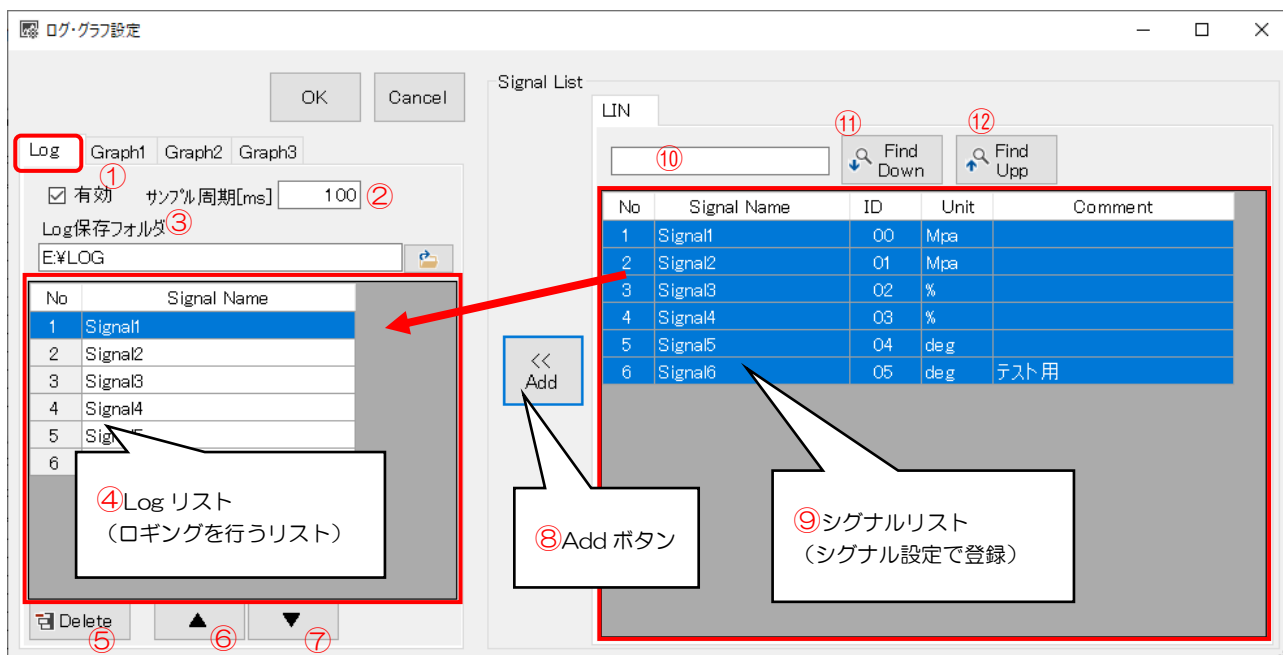 ログ・グラフ設定
OK Cancel
Log Graph1 Graph2 Graph3
①
有効 サンプル周期[ms] 100 ②
Log保存フォルダ③
E:¥LOG
No Signal Name
1 Signal1
2 Signal2
3 Signal3
4 Signal4
5
6
④Log リスト
（ロギングを行うリスト）
Delete ▲ ▼
⑤ ⑥ ⑦
<<
Add
⑧Add ボタン
Signal List
LIN
⑩
⑪ Find Down
⑫ Find Upp
No Signal Name ID Unit Comment
1 Signal1 00 Mpa
2 Signal2 01 Mpa
3 Signal3 02 %
4 Signal4 03 %
5 Signal5 04 deg
6 Signal6 05 deg テスト用
⑨シグナルリスト
（シグナル設定で登録）